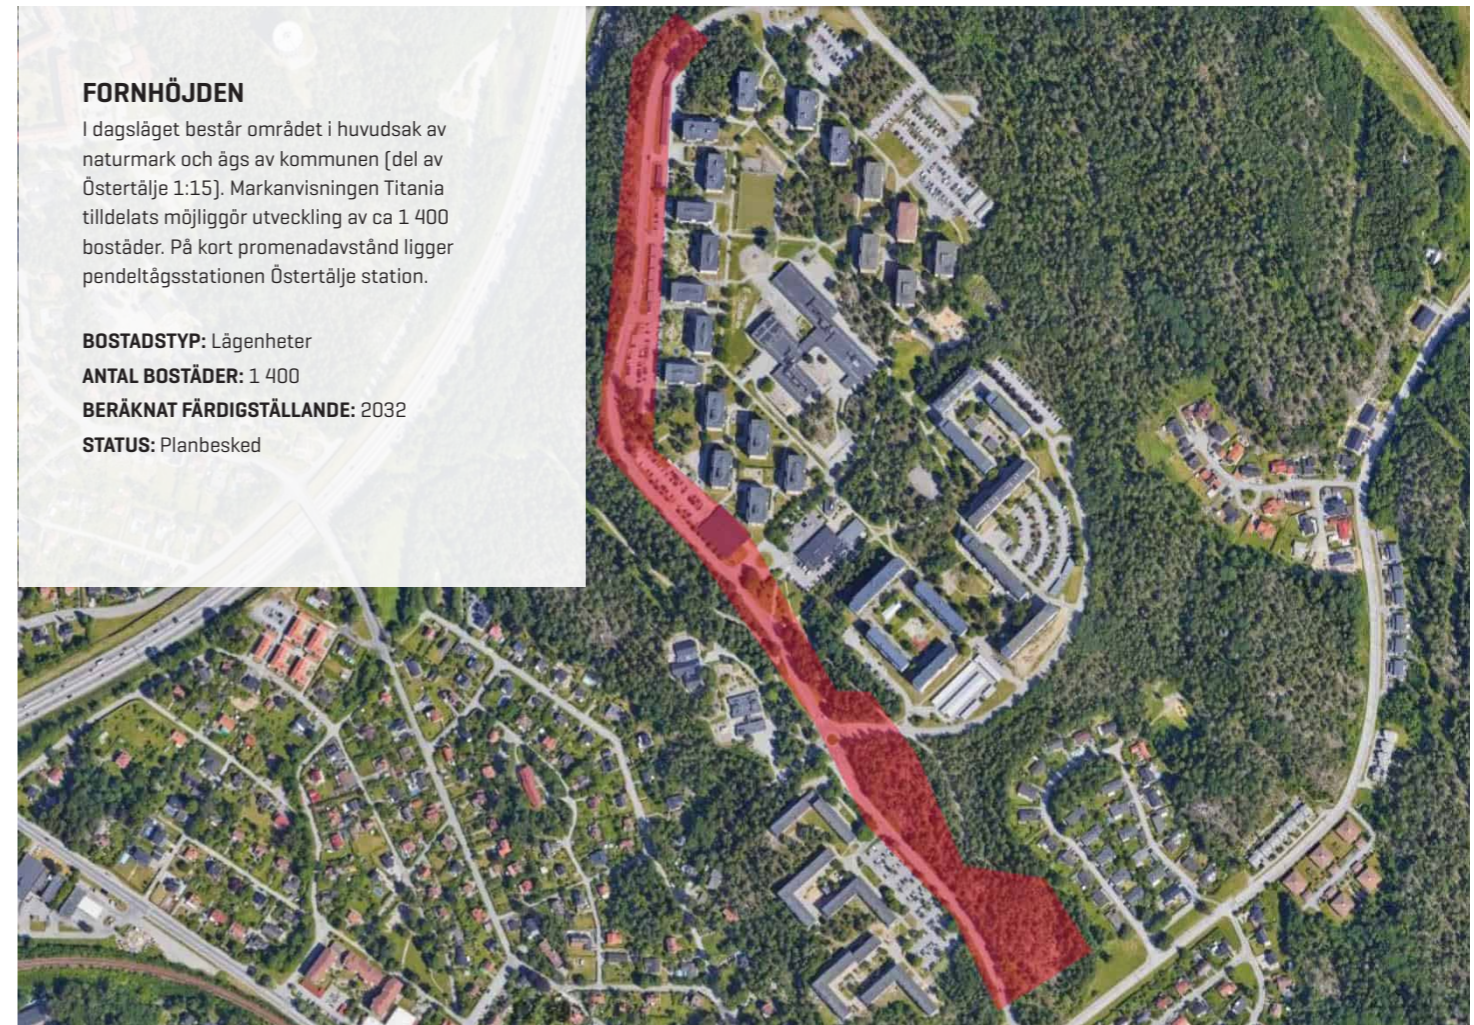 FORNHÖJDEN
I dagsläget består området i huvudsak av
naturmark och ägs av kommunen (del av
Östertälje 1:15). Markanvisningen Titania
tilldelats möjliggör utveckling av ca 1 400
bostäder. På kort promenadavstånd ligger
pendeltågsstationen Östertälje station.
BOSTADSTYP: Lägenheter
ANTAL BOSTÄDER: 1 400
BERÄKNAT FÄRDIGSTÄLLANDE: 2032
STATUS: Planbesked